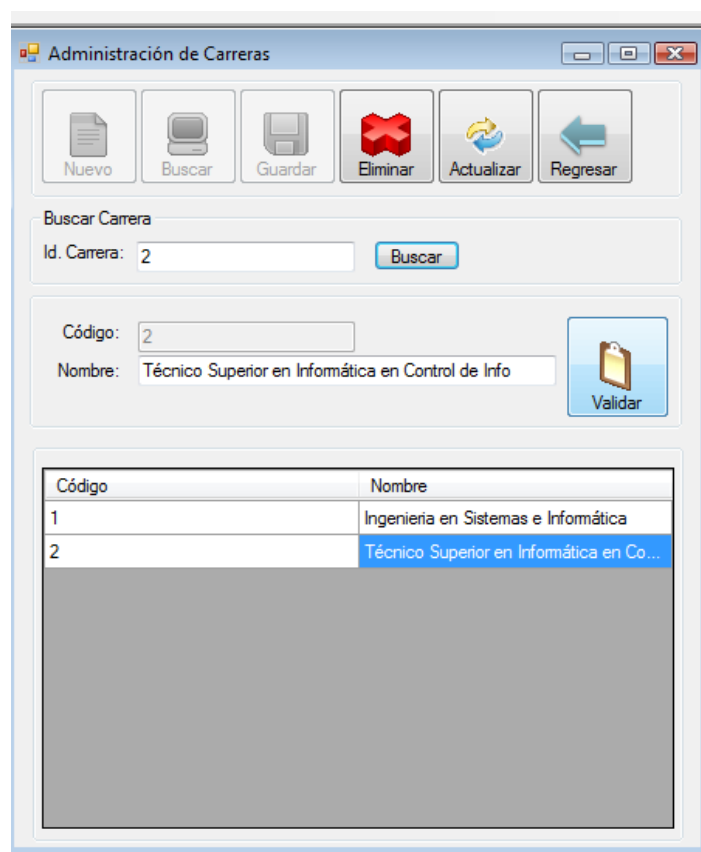 Administración de Carreras
Nuevo Buscar Guardar Eliminar Actualizar Regresar
Buscar Carrera
Id. Carrera: 2 Buscar
Código: 2
Nombre: Técnico Superior en Informática en Control de Info
Validar
Código Nombre
1 Ingenieria en Sistemas e Informática
2 Técnico Superior en Informática en Co...